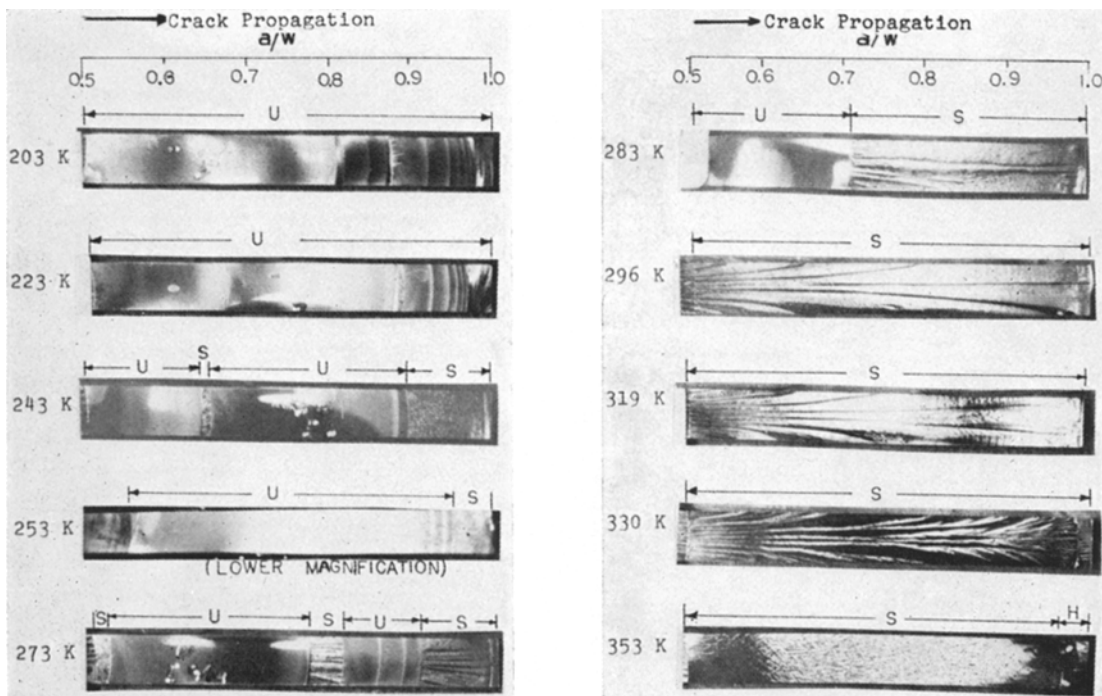 Crack Propagation
a/W
0.5 0.6 0.7 0.8 0.9 1.0
U
203 K
U
223 K
S
U U S
243 K
U S
253 K
(LOWER MAGNIFICATION)
S U S U S
273 K
Crack Propagation
a/W
0.5 0.6 0.7 0.8 0.9 1.0
U S
283 K
S
296 K
S
319 K
S
330 K
S H
353 K